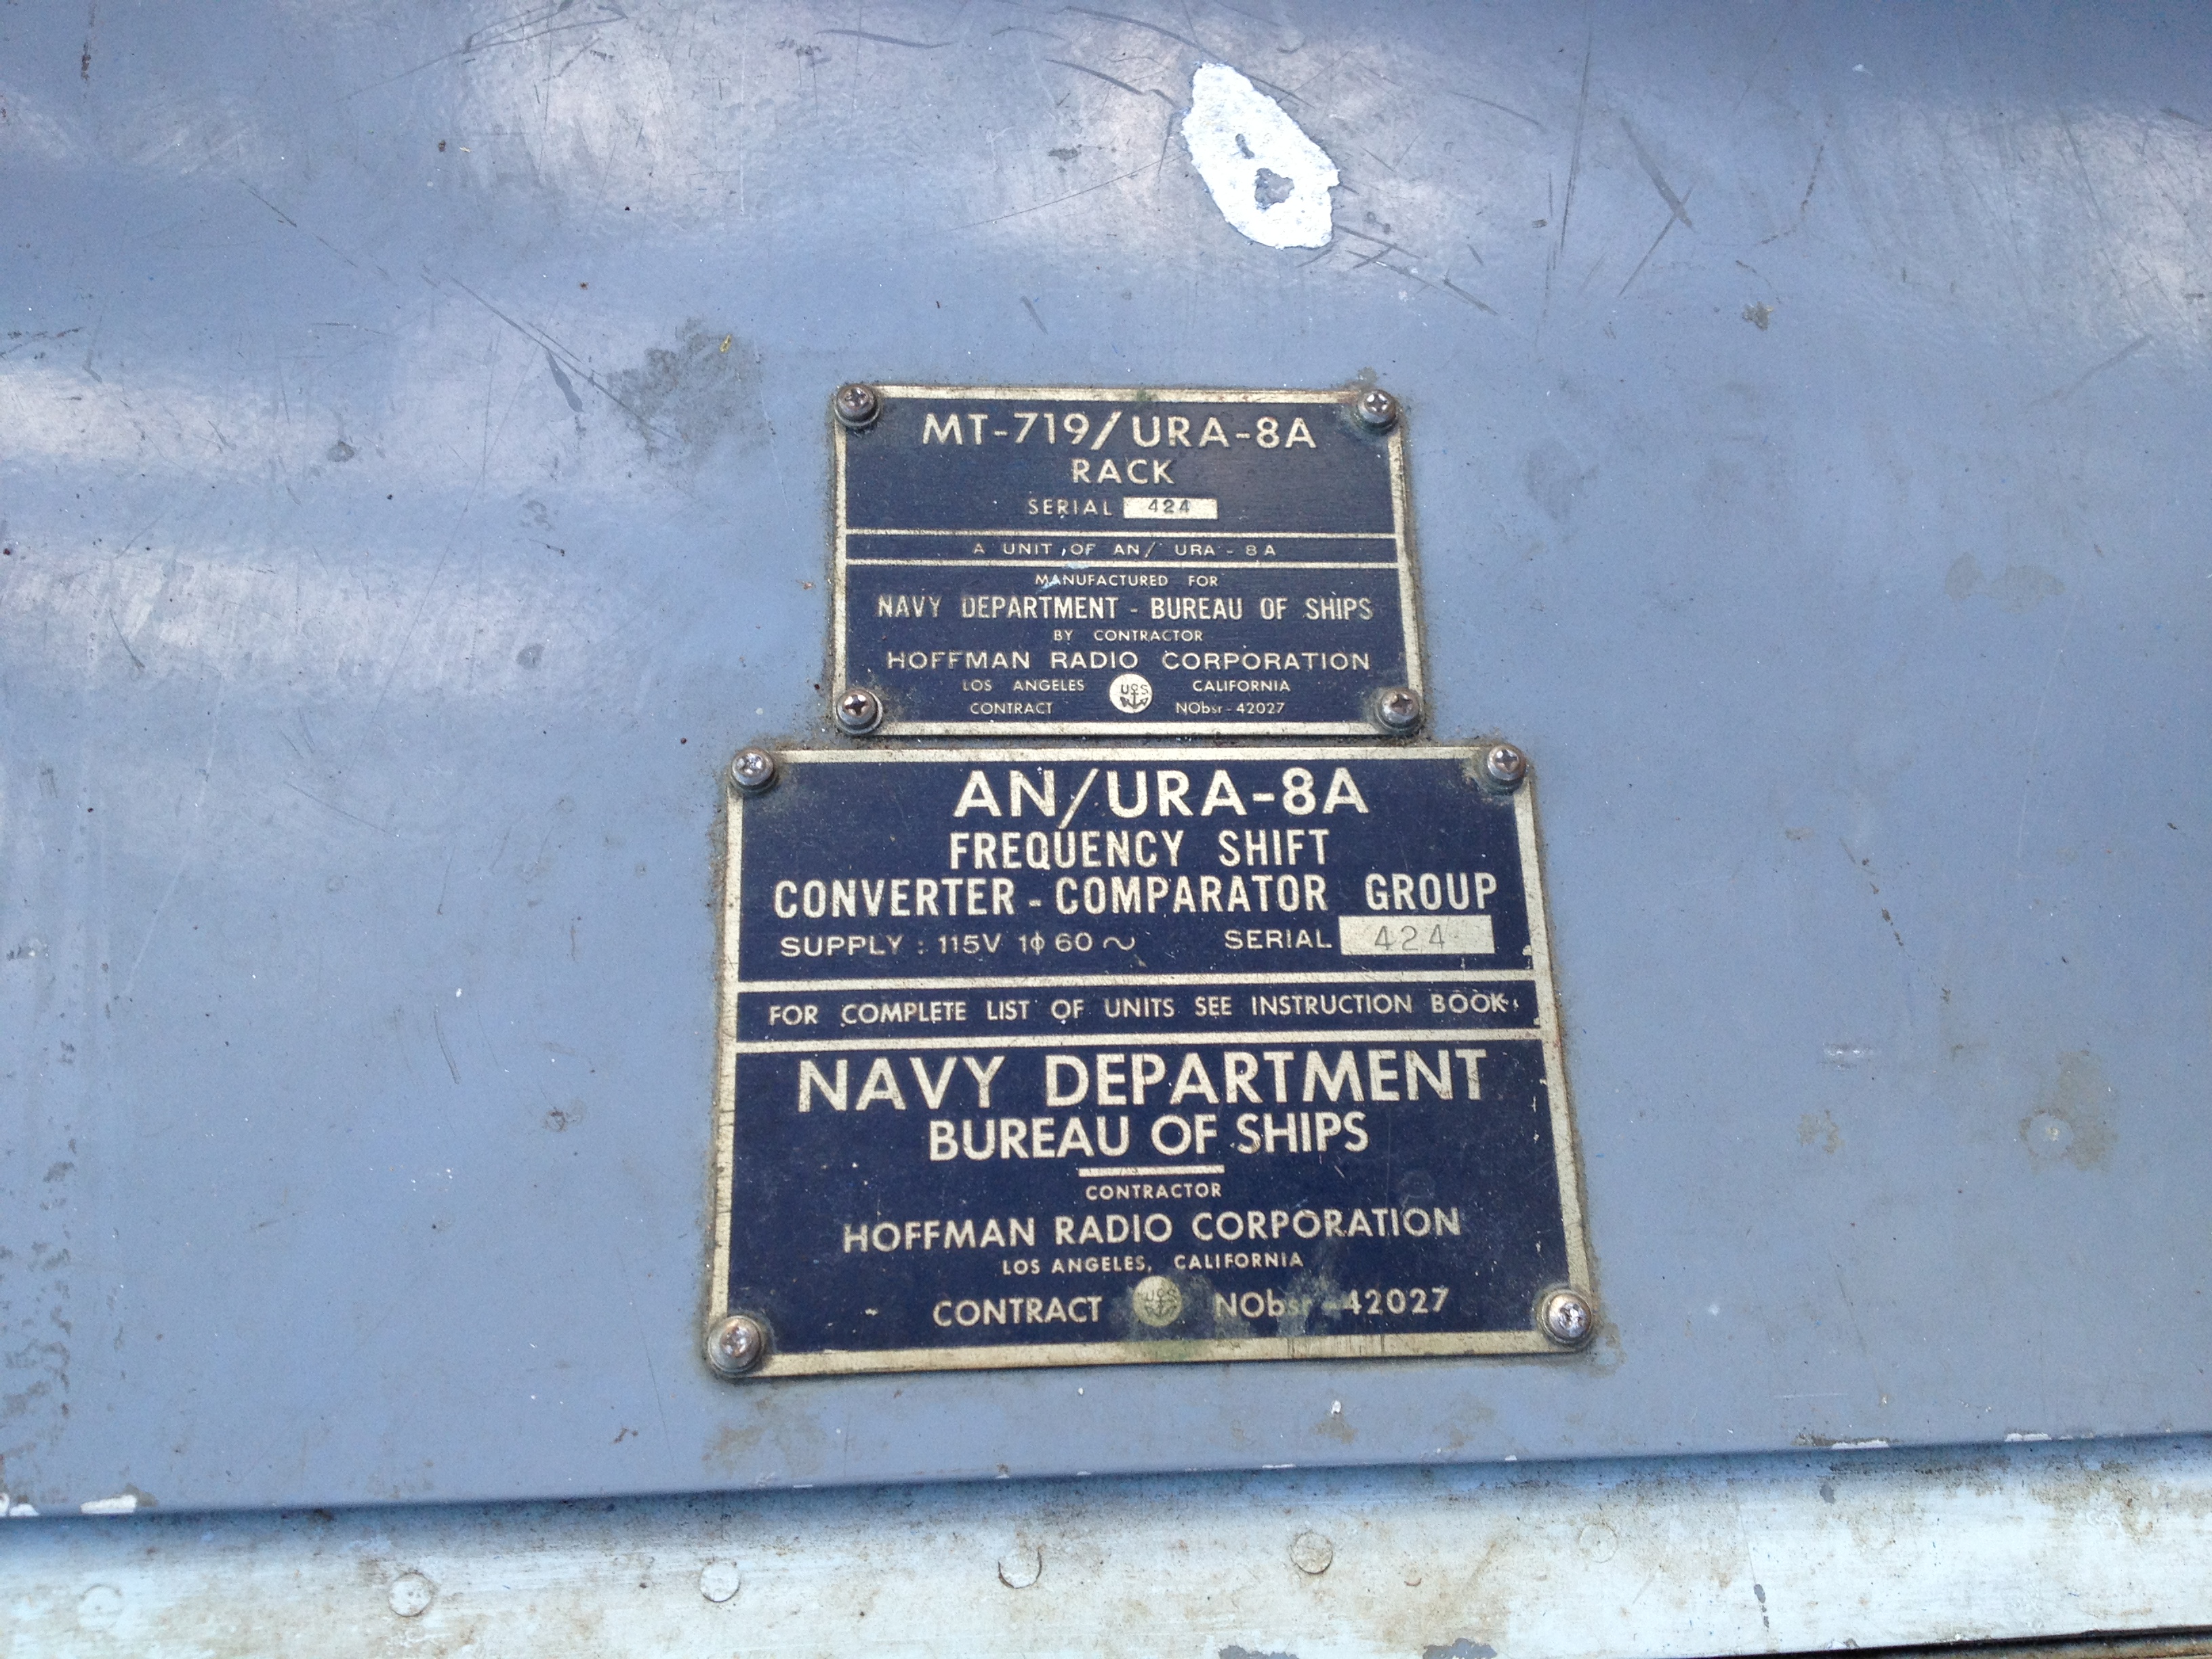 MT-719/URA-8A
RACK
SERIAL 424
A UNIT OF AN/ URA-8A
MANUFACTURED FOR
NAVY DEPARTMENT - BUREAU OF SHIPS
BY CONTRACTOR
HOFFMAN RADIO CORPORATION
LOS ANGELES CALIFORNIA
CONTRACT NObsr-42027
AN/URA-8A
FREQUENCY SHIFT
CONVERTER - COMPARATOR GROUP
SUPPLY : 115V 1ϕ 60 ~ SERIAL 424
FOR COMPLETE LIST OF UNITS SEE INSTRUCTION BOOK
NAVY DEPARTMENT
BUREAU OF SHIPS
CONTRACTOR
HOFFMAN RADIO CORPORATION
LOS ANGELES, CALIFORNIA
CONTRACT NObsr-42027